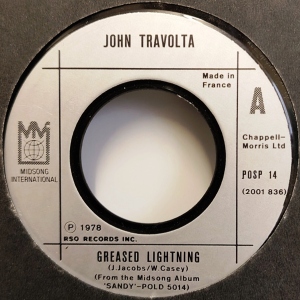 JOHN TRAVOLTA
Made in
France
A
Chappell-
Morris Ltd
MM
MIDSONG
INTERNATIONAL
POSP 14
(2001 836)
Ⓟ 1978
RSO RECORDS INC.
GREASED LIGHTNING
(J.Jacobs/W.Casey)
(From the Midsong Album
'SANDY'-POLD 5014)